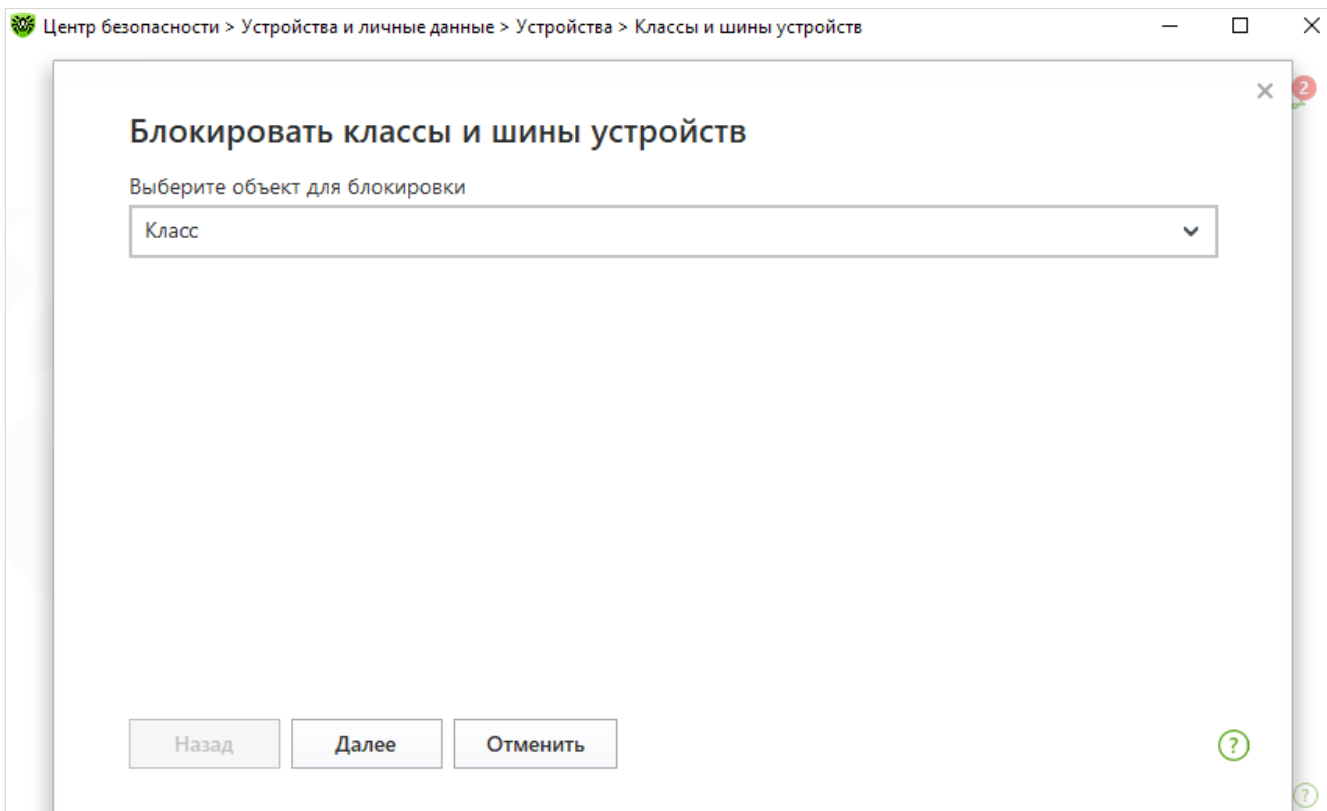 Центр безопасности > Устройства и личные данные > Устройства > Классы и шины устройств
2
Блокировать классы и шины устройств
Выберите объект для блокировки
Класс
Назад Далее Отменить ?
?